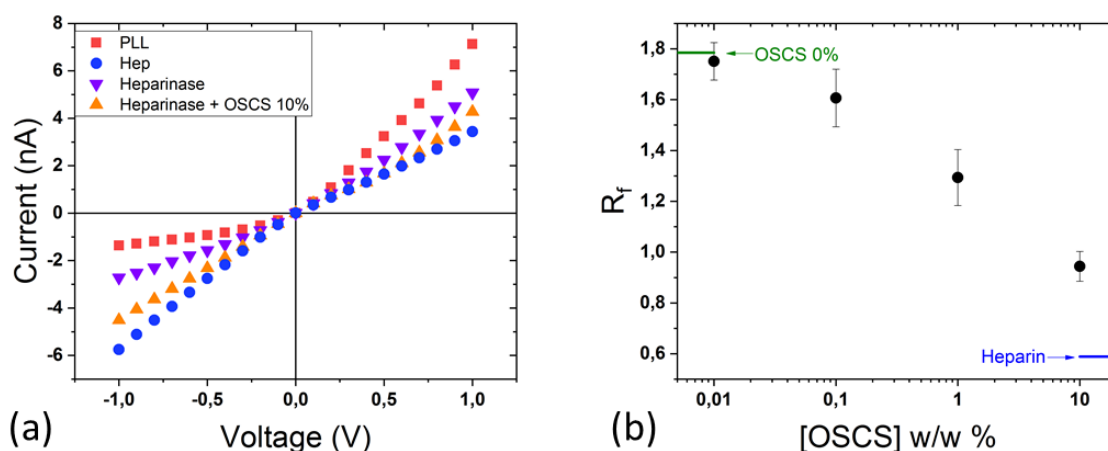 PLL
Hep
Heparinase
Heparinase + OSCS 10%
6
4
2
0
-2
-4
-6
Current (nA)
-1,0
-0,5
0,0
0,5
1,0
Voltage (V)
(a)
1,8
1,6
1,4
1,2
1,0
0,8
0,6
Rf
OSCS 0%
Heparin
0,01
0,1
1
10
[OSCS] w/w %
(b)